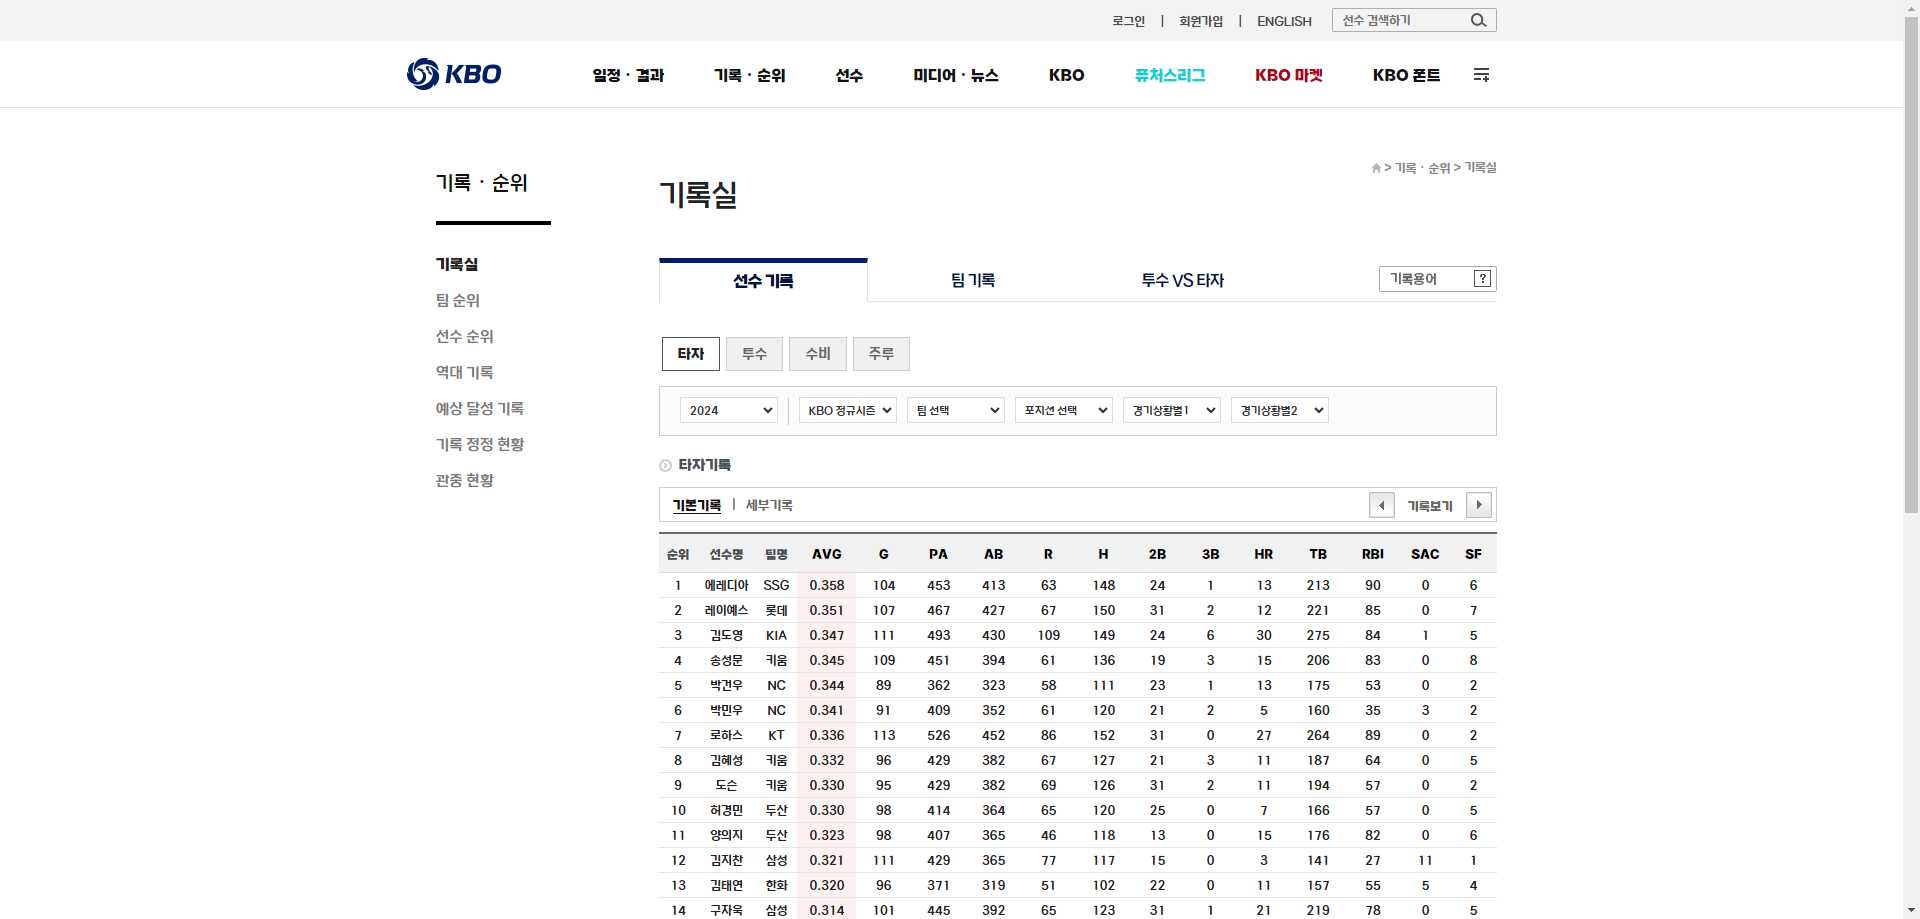 로그인 | 회원가입 | ENGLISH 선수 검색하기
KBO 일정 · 결과 기록 · 순위 선수 미디어 · 뉴스 KBO 퓨처스리그 KBO 마켓 KBO 폰트
> 기록 · 순위 > 기록실
기록 · 순위
기록실
팀 순위
선수 순위
역대 기록
예상 달성 기록
기록 정정 현황
관중 현황
기록실
선수 기록 팀 기록 투수 VS 타자 기록용어 ?
타자 투수 수비 주루
2024 KBO 정규시즌 팀 선택 포지션 선택 경기상황별1 경기상황별2
타자기록
기본기록 | 세부기록 기록보기
순위 선수명 팀명 AVG G PA AB R H 2B 3B HR TB RBI SAC SF
1 에레디아 SSG 0.358 104 453 413 63 148 24 1 13 213 90 0 6
2 레이예스 롯데 0.351 107 467 427 67 150 31 2 12 221 85 0 7
3 김도영 KIA 0.347 111 493 430 109 149 24 6 30 275 84 1 5
4 송성문 키움 0.345 109 451 394 61 136 19 3 15 206 83 0 8
5 박건우 NC 0.344 89 362 323 58 111 23 1 13 175 53 0 2
6 박민우 NC 0.341 91 409 352 61 120 21 2 5 160 35 3 2
7 로하스 KT 0.336 113 526 452 86 152 31 0 27 264 89 0 2
8 김혜성 키움 0.332 96 429 382 67 127 21 3 11 187 64 0 5
9 도슨 키움 0.330 95 429 382 69 126 31 2 11 194 57 0 2
10 허경민 두산 0.330 98 414 364 65 120 25 0 7 166 57 0 5
11 양의지 두산 0.323 98 407 365 46 118 13 0 15 176 82 0 6
12 김지찬 삼성 0.321 111 429 365 77 117 15 0 3 141 27 11 1
13 김태연 한화 0.320 96 371 319 51 102 22 0 11 157 55 5 4
14 구자욱 삼성 0.314 101 445 392 65 123 31 1 21 219 78 0 5